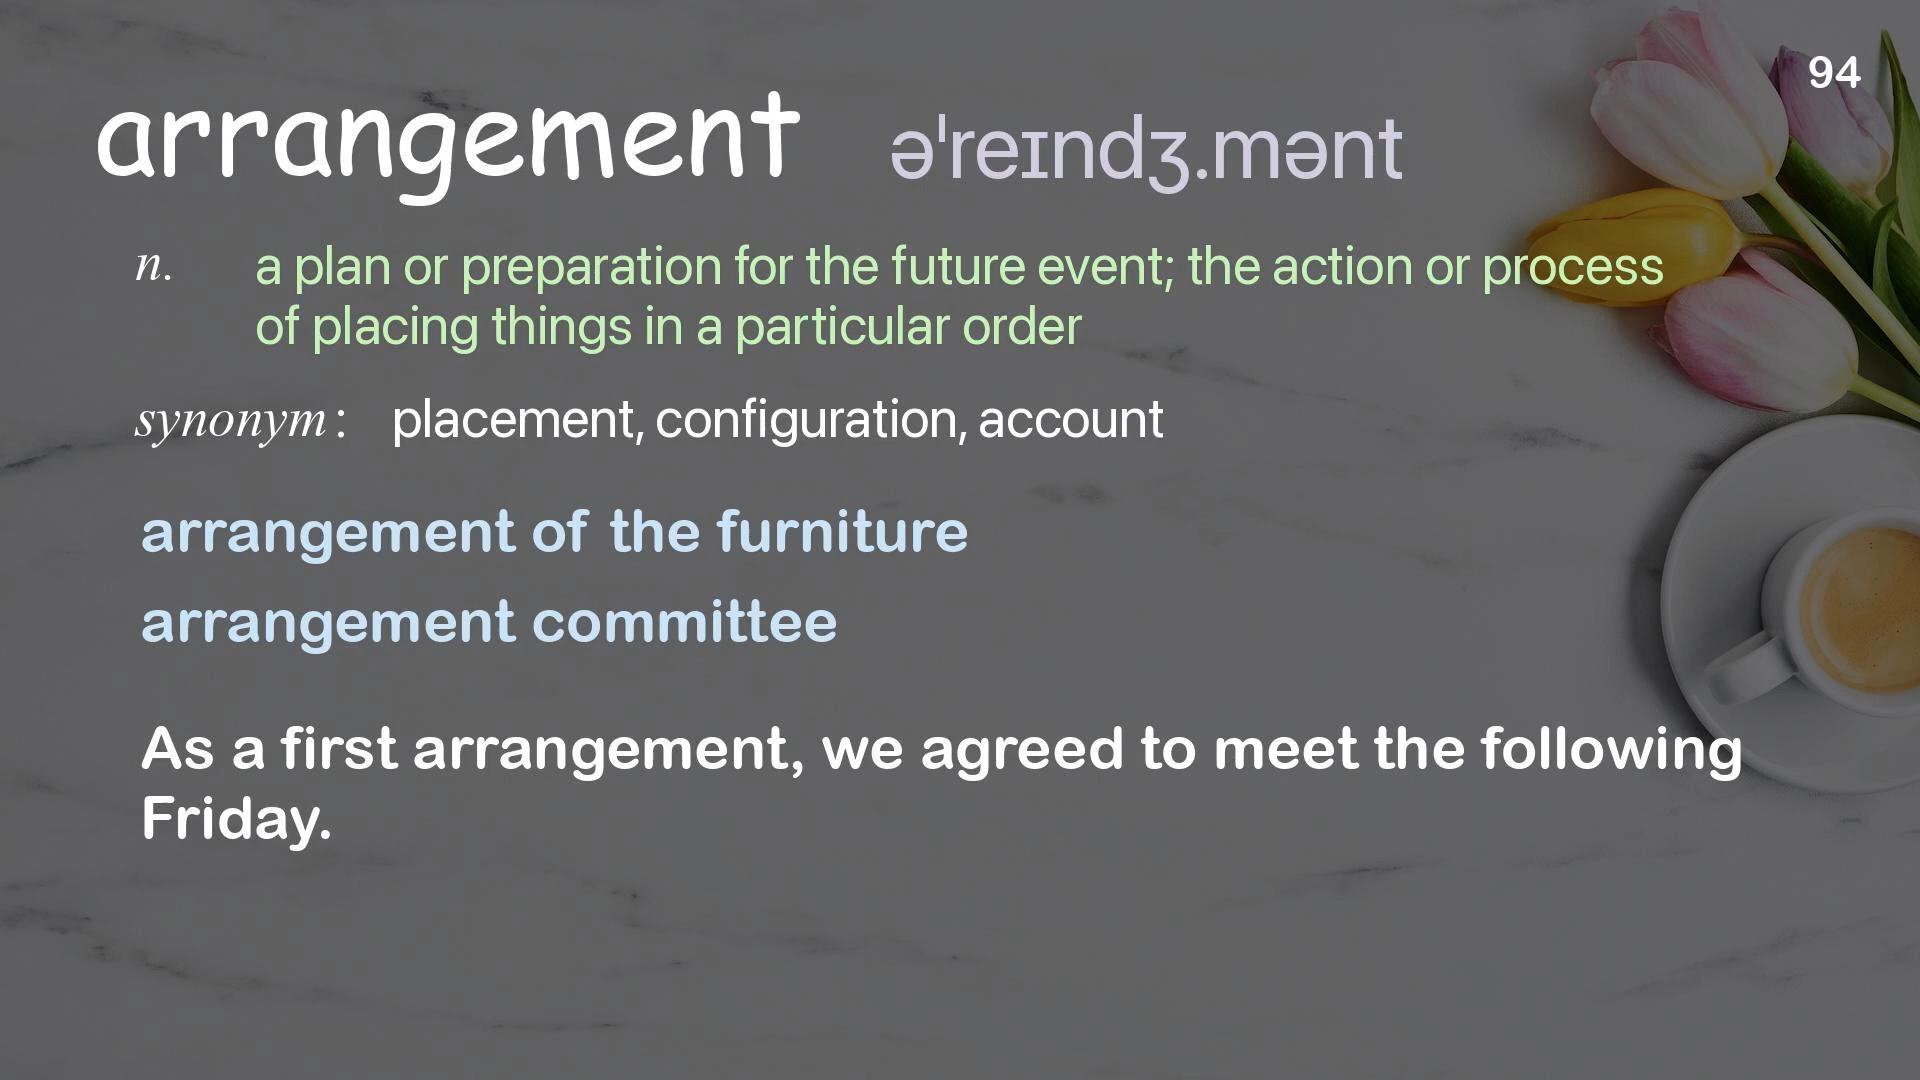 94
arrangement əˈreɪndʒ.mənt
n. a plan or preparation for the future event; the action or process
of placing things in a particular order
synonym: placement, configuration, account
arrangement of the furniture
arrangement committee
As a first arrangement, we agreed to meet the following
Friday.